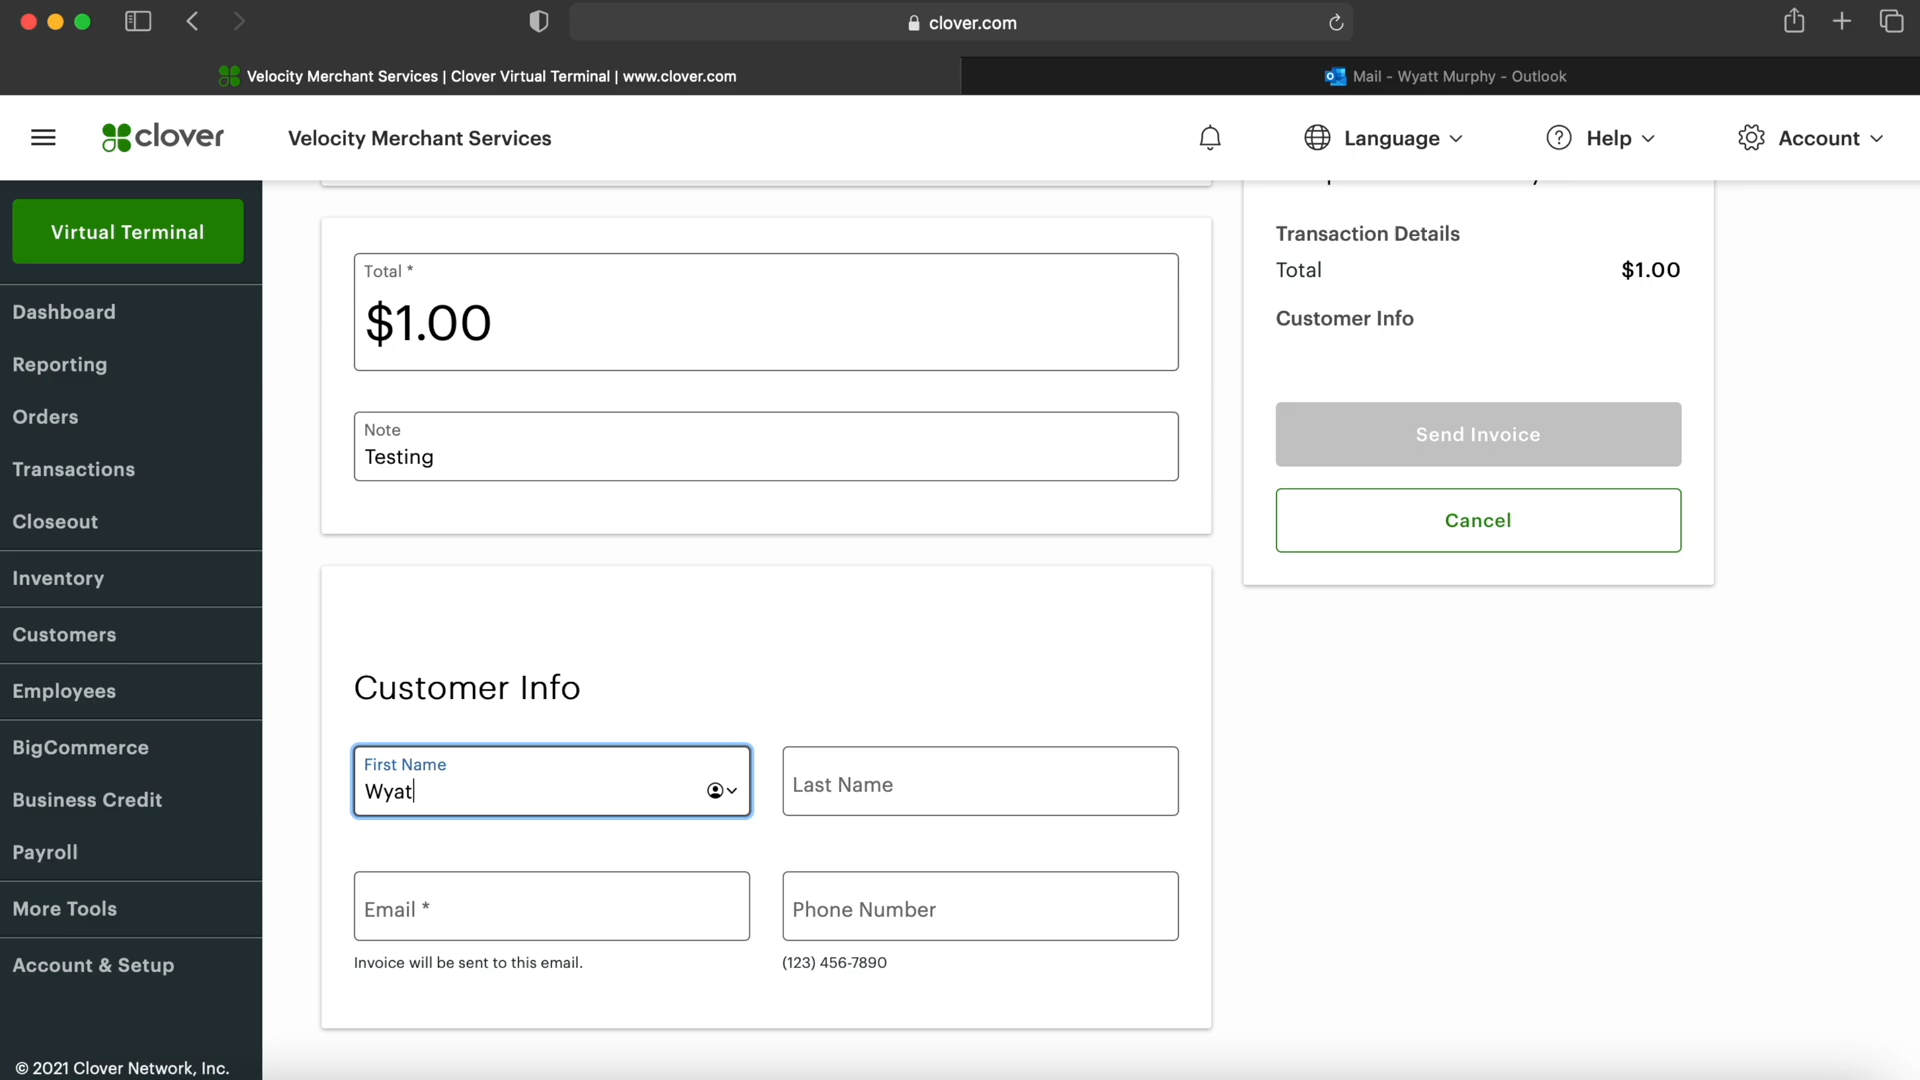 clover.com
Velocity Merchant Services | Clover Virtual Terminal | www.clover.com
Mail - Wyatt Murphy - Outlook
clover
Velocity Merchant Services
Language
Help
Account
Virtual Terminal
Dashboard
Reporting
Orders
Transactions
Closeout
Inventory
Customers
Employees
BigCommerce
Business Credit
Payroll
More Tools
Account & Setup
© 2021 Clover Network, Inc.
Total *
$1.00
Note
Testing
Customer Info
First Name
Wyat
Last Name
Email *
Phone Number
Invoice will be sent to this email.
(123) 456-7890
Transaction Details
Total $1.00
Customer Info
Send Invoice
Cancel